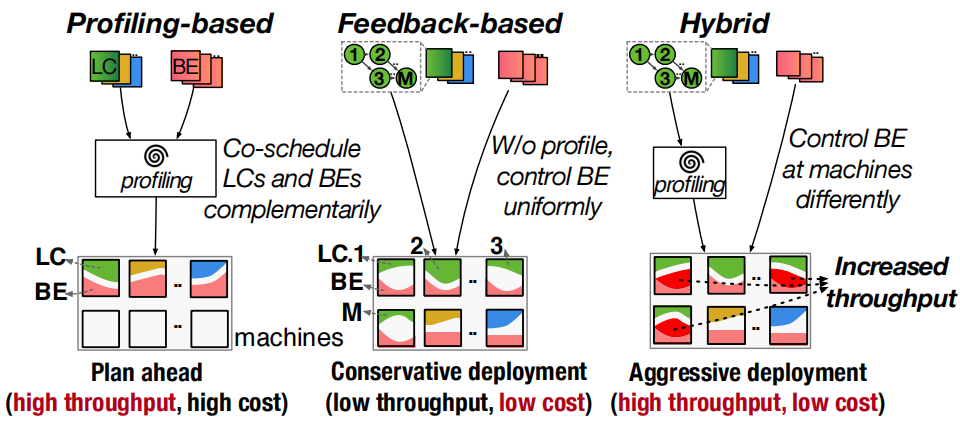 Profiling-based
LC
BE
profiling
Co-schedule
LCs and BEs
complementarily
LC
BE
machines
Plan ahead
(high throughput, high cost)
Feedback-based
1 2
3 M
W/o profile,
control BE
uniformly
LC.1 2 3
BE
M
Conservative deployment
(low throughput, low cost)
Hybrid
1 2
3 M
profiling
Control BE
at machines
differently
Increased
throughput
Aggressive deployment
(high throughput, low cost)